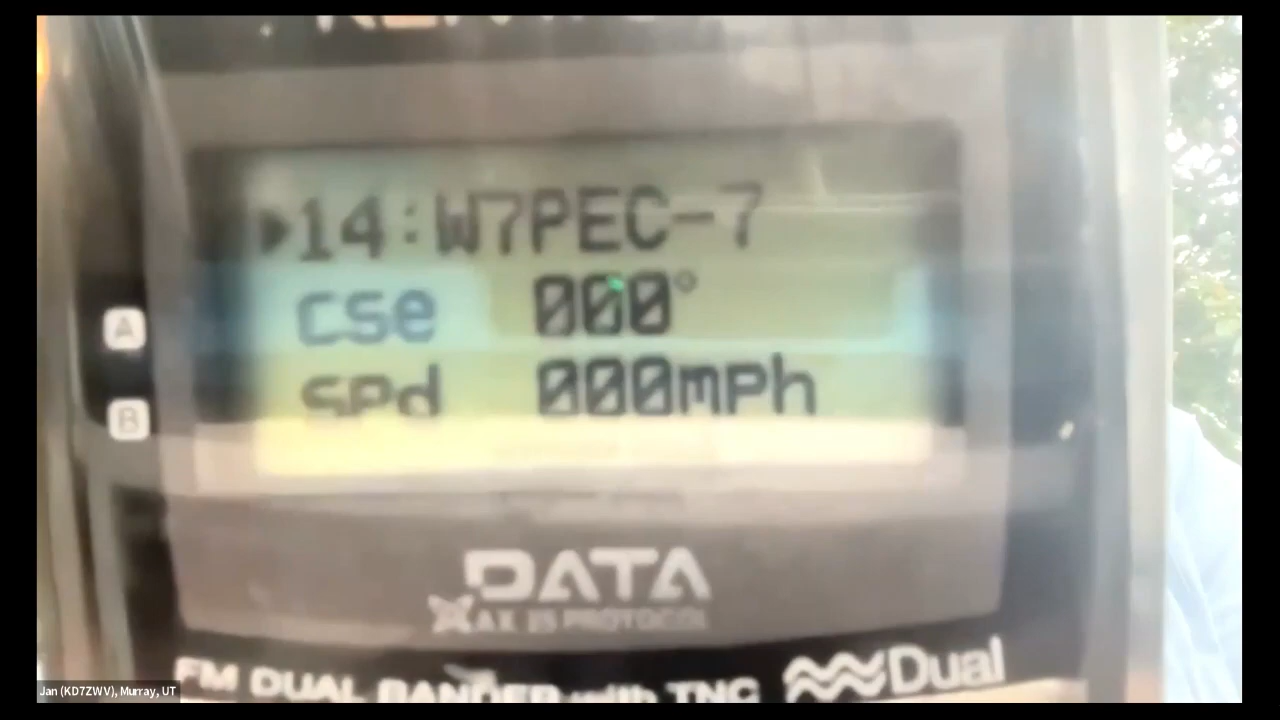 ▶14:W7PEC-7
cse 000°
A
spd 000mph
B
DATA
AX.25 PROTOCOL
FM DUAL BANDER with TNC Dual
Jan (KD7ZWV), Murray, UT